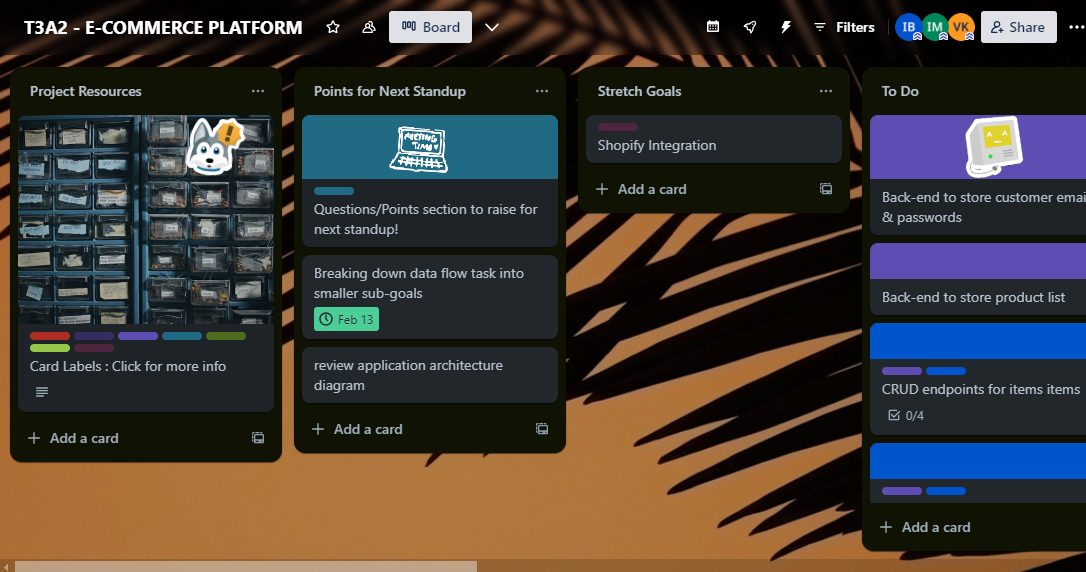 T3A2 - E-COMMERCE PLATFORM
Board
Filters
IB
IM
VK
Share
Project Resources
Card Labels : Click for more info
Add a card
Points for Next Standup
MEETING
TIME!
Questions/Points section to raise for
next standup!
Breaking down data flow task into
smaller sub-goals
Feb 13
review application architecture
diagram
Add a card
Stretch Goals
Shopify Integration
Add a card
To Do
Back-end to store customer emai
& passwords
Back-end to store product list
CRUD endpoints for items items
0/4
Add a card